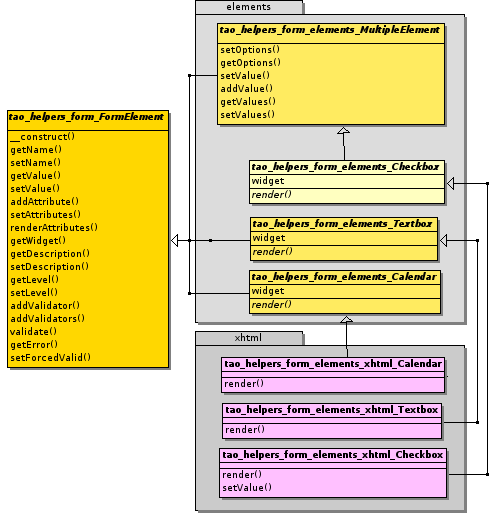 elements
tao_helpers_form_elements_MultipleElement
setOptions()
getOptions()
setValue()
addValue()
getValues()
setValues()
tao_helpers_form_FormElement
__construct()
getName()
setName()
getValue()
setValue()
addAttribute()
setAttributes()
renderAttributes()
getWidget()
getDescription()
setDescription()
getLevel()
setLevel()
addValidator()
addValidators()
validate()
getError()
setForcedValid()
tao_helpers_form_elements_Checkbox
widget
render()
tao_helpers_form_elements_Textbox
widget
render()
tao_helpers_form_elements_Calendar
widget
render()
xhtml
tao_helpers_form_elements_xhtml_Calendar
render()
tao_helpers_form_elements_xhtml_Textbox
render()
tao_helpers_form_elements_xhtml_Checkbox
render()
setValue()